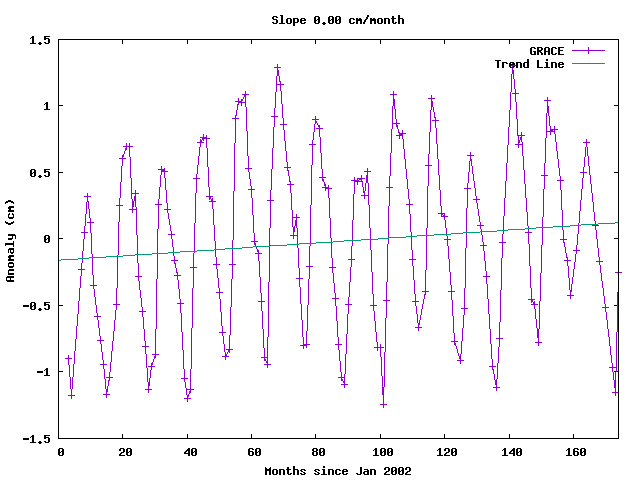 Slope 0.00 cm/month
GRACE
Trend Line
1.5
1
0.5
0
-0.5
-1
-1.5
Anomaly (cm)
0 20 40 60 80 100 120 140 160
Months since Jan 2002